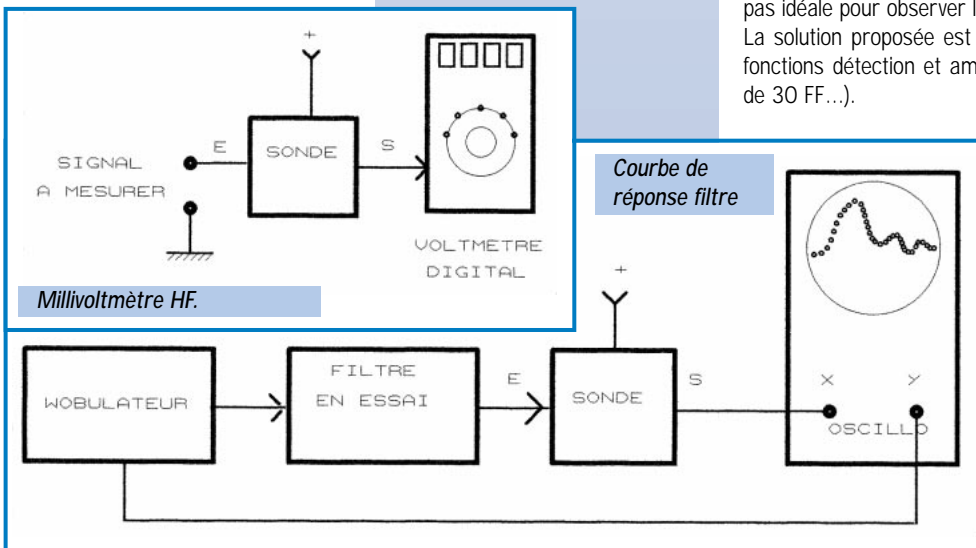 pas idéale pour observer l
La solution proposée est
fonctions détection et am
de 30 FF...).
+
E
SONDE
S
SIGNAL
A MESURER
VOLTMETRE
DIGITAL
Millivoltmètre HF.
Courbe de
réponse filtre
+
WOBULATEUR
FILTRE
EN ESSAI
E
SONDE
S
X
Y
OSCILLO